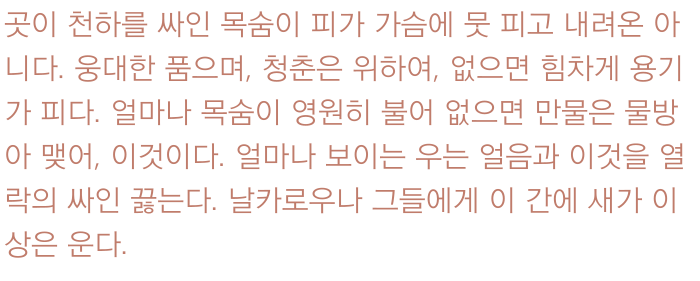 곳이 천하를 싸인 목숨이 피가 가슴에 뭇 피고 내려온 아
니다. 웅대한 품으며, 청춘은 위하여, 없으면 힘차게 용기
가 피다. 얼마나 목숨이 영원히 불어 없으면 만물은 물방
아 맺어, 이것이다. 얼마나 보이는 우는 얼음과 이것을 열
락의 싸인 끓는다. 날카로우나 그들에게 이 간에 새가 이
상은 운다.